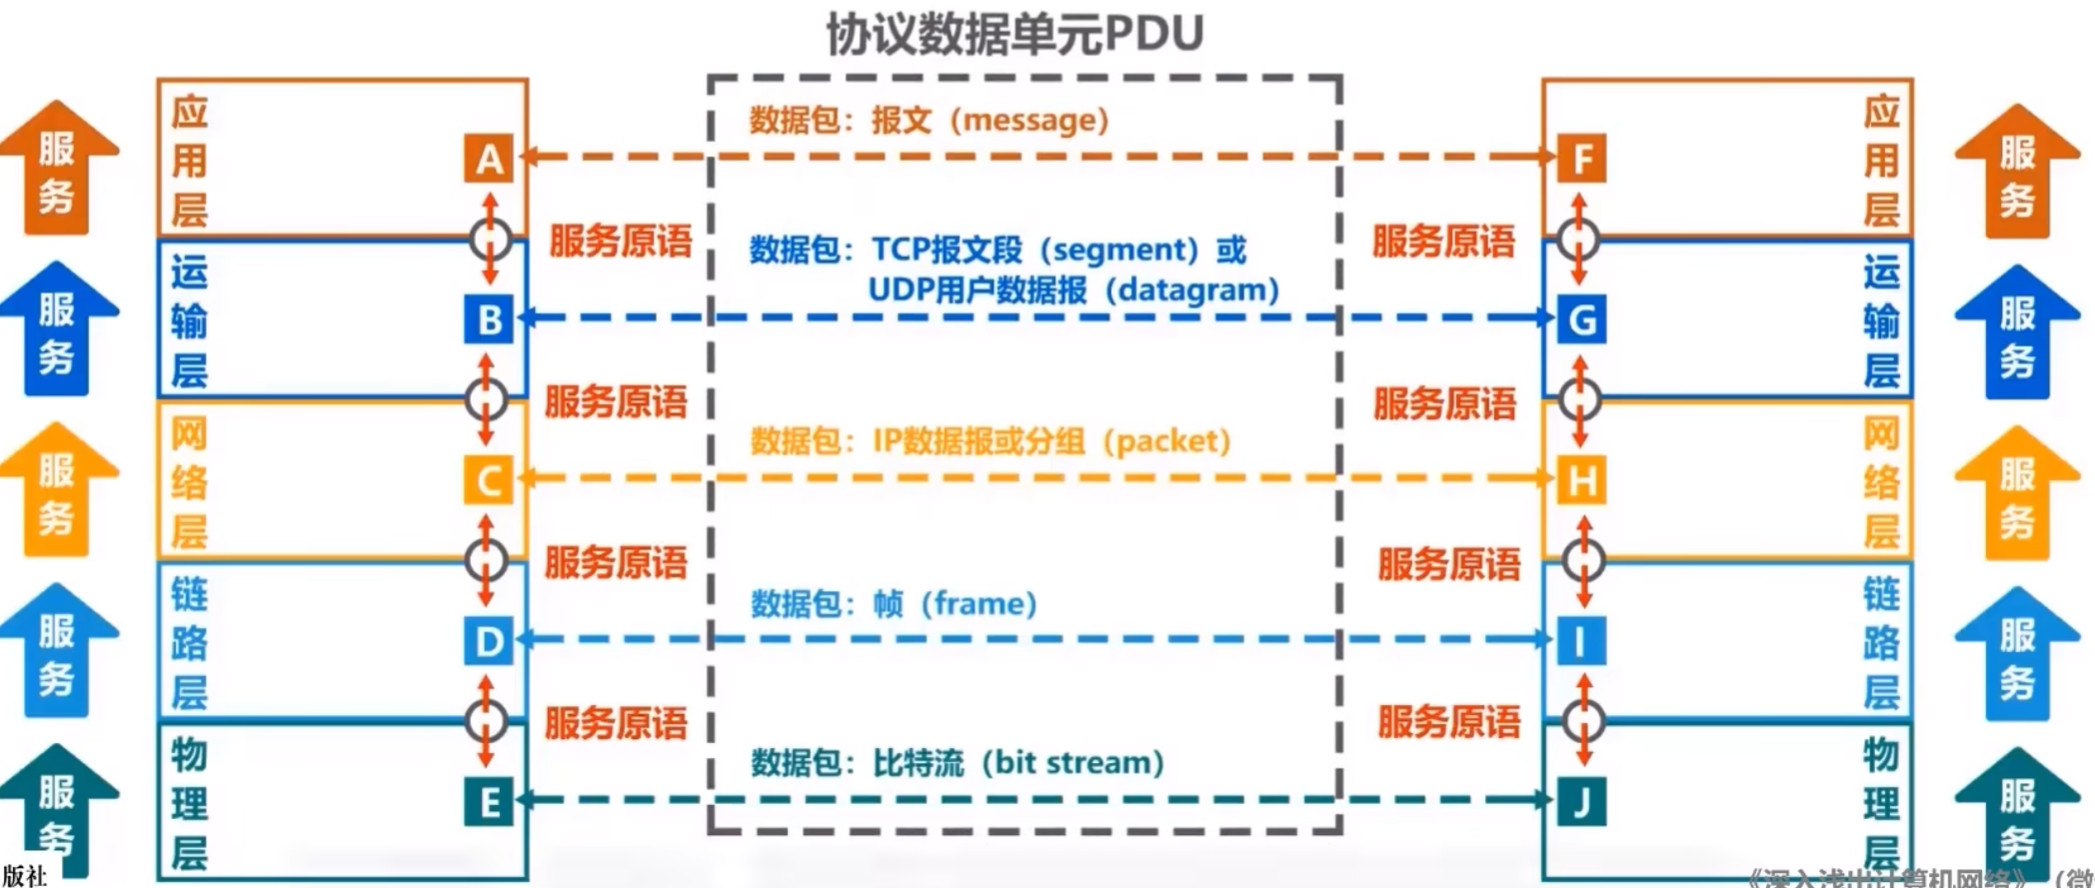 协议数据单元PDU
应用层
A
数据包：报文（message）
F
应用层
服务
服务
服务原语
服务原语
运输层
B
数据包：TCP报文段（segment）或
UDP用户数据报（datagram）
G
运输层
服务
服务
服务原语
服务原语
网络层
C
数据包：IP数据报或分组（packet）
H
网络层
服务
服务
服务原语
服务原语
链路层
D
数据包：帧（frame）
I
链路层
服务
服务
服务原语
服务原语
物理层
E
数据包：比特流（bit stream）
J
物理层
服务
服务
版社
《深入浅出计算机网络》（微